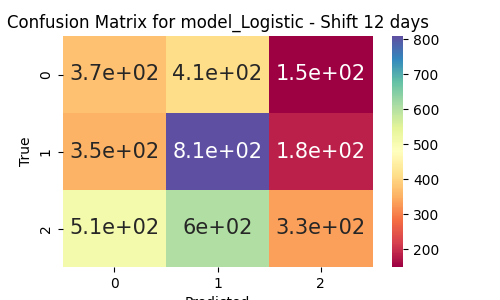 Confusion Matrix for model_Logistic - Shift 12 days
True
0 3.7e+02 4.1e+02 1.5e+02
1 3.5e+02 8.1e+02 1.8e+02
2 5.1e+02 6e+02 3.3e+02
0 1 2
Predicted
800
700
600
500
400
300
200